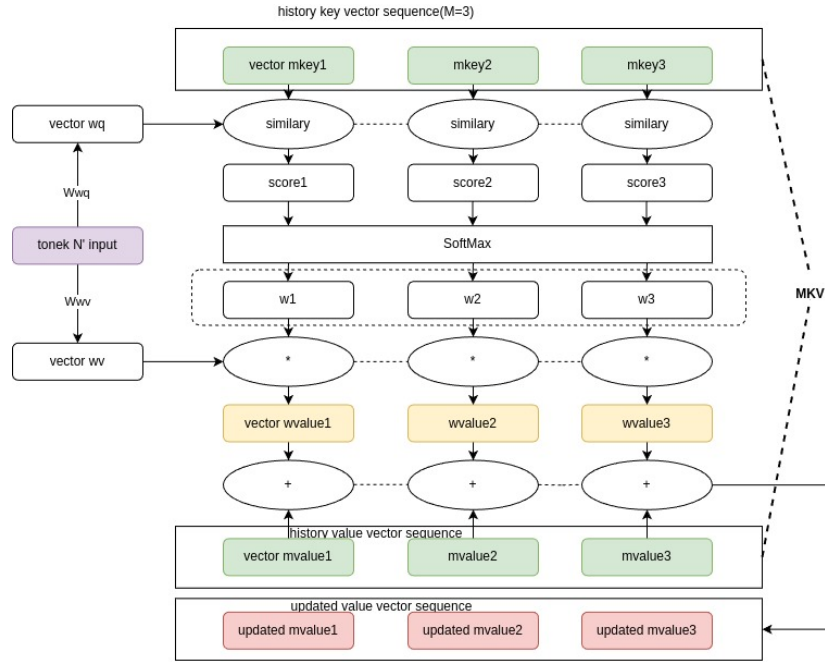 history key vector sequence(M=3)
vector mkey1
mkey2
mkey3
vector wq
similary
similary
similary
Wwq
score1
score2
score3
tonek N' input
SoftMax
Wwv
w1
w2
w3
MKV
vector wv
*
*
*
vector wvalue1
wvalue2
wvalue3
+
+
+
history value vector sequence
vector mvalue1
mvalue2
mvalue3
updated value vector sequence
updated mvalue1
updated mvalue2
updated mvalue3